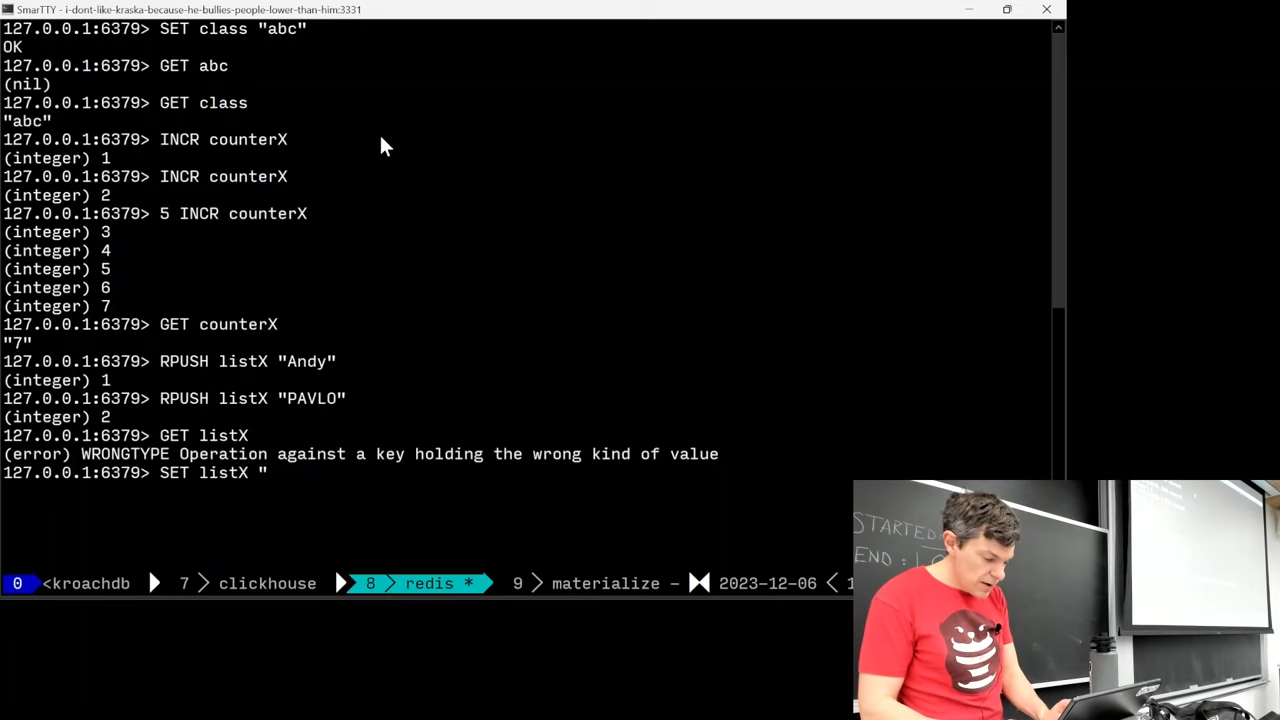 SmarTTY - i-dont-like-kraska-because-he-bullies-people-lower-than-him:3331
127.0.0.1:6379> SET class "abc"
OK
127.0.0.1:6379> GET abc
(nil)
127.0.0.1:6379> GET class
"abc"
127.0.0.1:6379> INCR counterX
(integer) 1
127.0.0.1:6379> INCR counterX
(integer) 2
127.0.0.1:6379> 5 INCR counterX
(integer) 3
(integer) 4
(integer) 5
(integer) 6
(integer) 7
127.0.0.1:6379> GET counterX
"7"
127.0.0.1:6379> RPUSH listX "Andy"
(integer) 1
127.0.0.1:6379> RPUSH listX "PAVLO"
(integer) 2
127.0.0.1:6379> GET listX
(error) WRONGTYPE Operation against a key holding the wrong kind of value
127.0.0.1:6379> SET listX "
0 <kroachdb 7 clickhouse 8 redis * 9 materialize - 2023-12-06 < 1
STARTED
END :